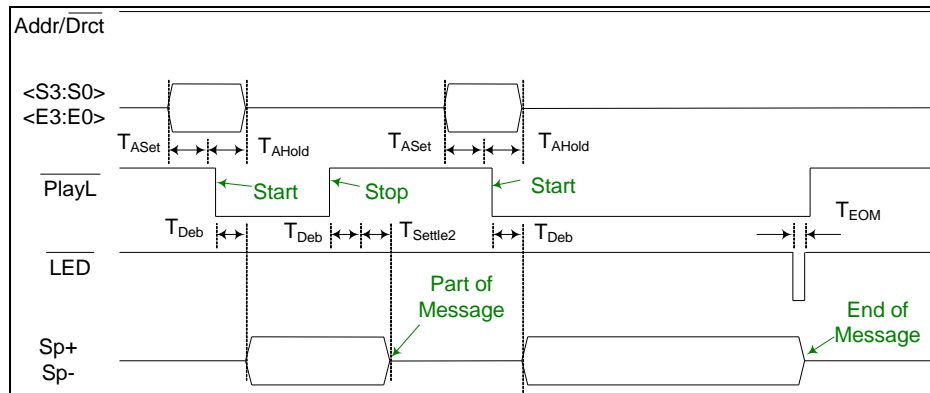 Addr/Drct
<S3:S0>
<E3:E0>
TASet
TAHold
TASet
TAHold
PlayL
Start
Stop
Start
TDeb
TDeb
TSettle2
TDeb
TEOM
LED
Part of
Message
End of
Message
Sp+
Sp-